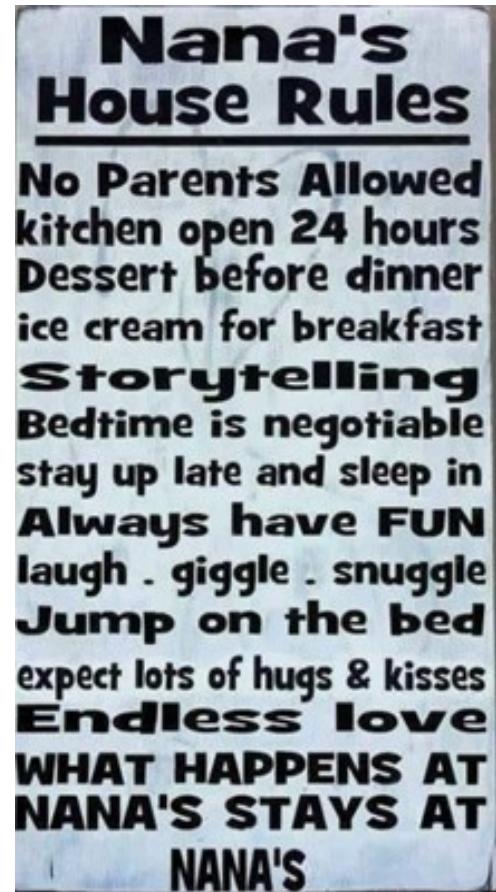 Nana's
House Rules
No Parents Allowed
kitchen open 24 hours
Dessert before dinner
ice cream for breakfast
Storytelling
Bedtime is negotiable
stay up late and sleep in
Always have FUN
laugh . giggle . snuggle
Jump on the bed
expect lots of hugs & kisses
Endless love
WHAT HAPPENS AT
NANA'S STAYS AT
NANA'S